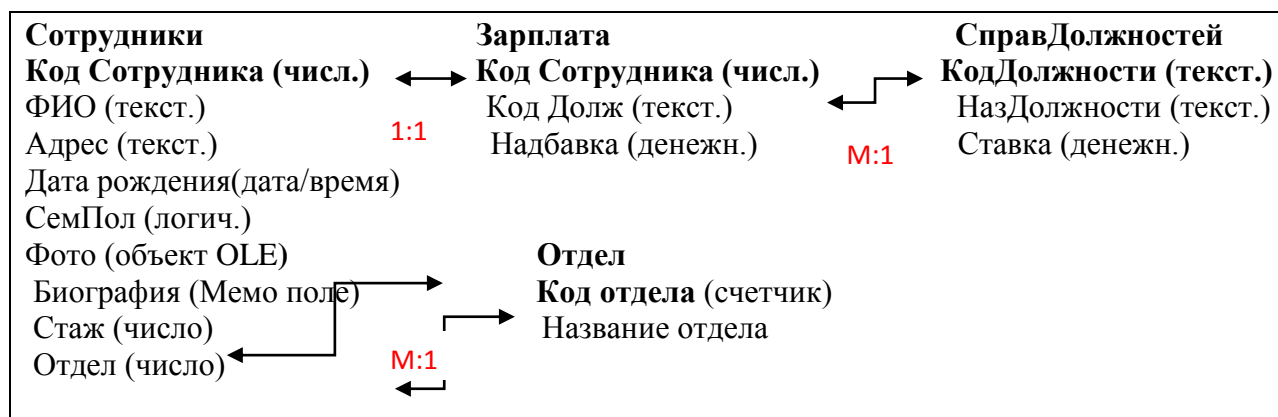 Сотрудники Зарплата СправДолжностей
Код Сотрудника (числ.) Код Сотрудника (числ.) КодДолжности (текст.)
ФИО (текст.) Код Долж (текст.) НазДолжности (текст.)
1:1
Адрес (текст.) Надбавка (денежн.) Ставка (денежн.)
М:1
Дата рождения(дата/время)
СемПол (логич.)
Фото (объект OLE) Отдел
Биография (Мемо поле) Код отдела (счетчик)
Стаж (число) Название отдела
Отдел (число) М:1